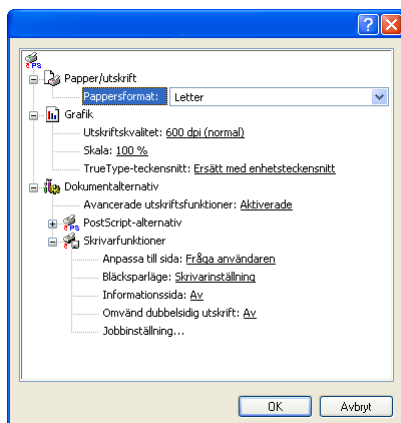 PS
Papper/utskrift
Pappersformat: Letter
Grafik
Utskriftskvalitet: 600 dpi (normal)
Skala: 100 %
TrueType-teckensnitt: Ersätt med enhetsteckensnitt
Dokumentalternativ
Avancerade utskriftsfunktioner: Aktiverade
PostScript-alternativ
Skrivarfunktioner
Anpassa till sida: Fråga användaren
Bläcksparläge: Skrivarinställning
Informationssida: Av
Omvänd dubbelsidig utskrift: Av
Jobbinställning...
OK Avbryt